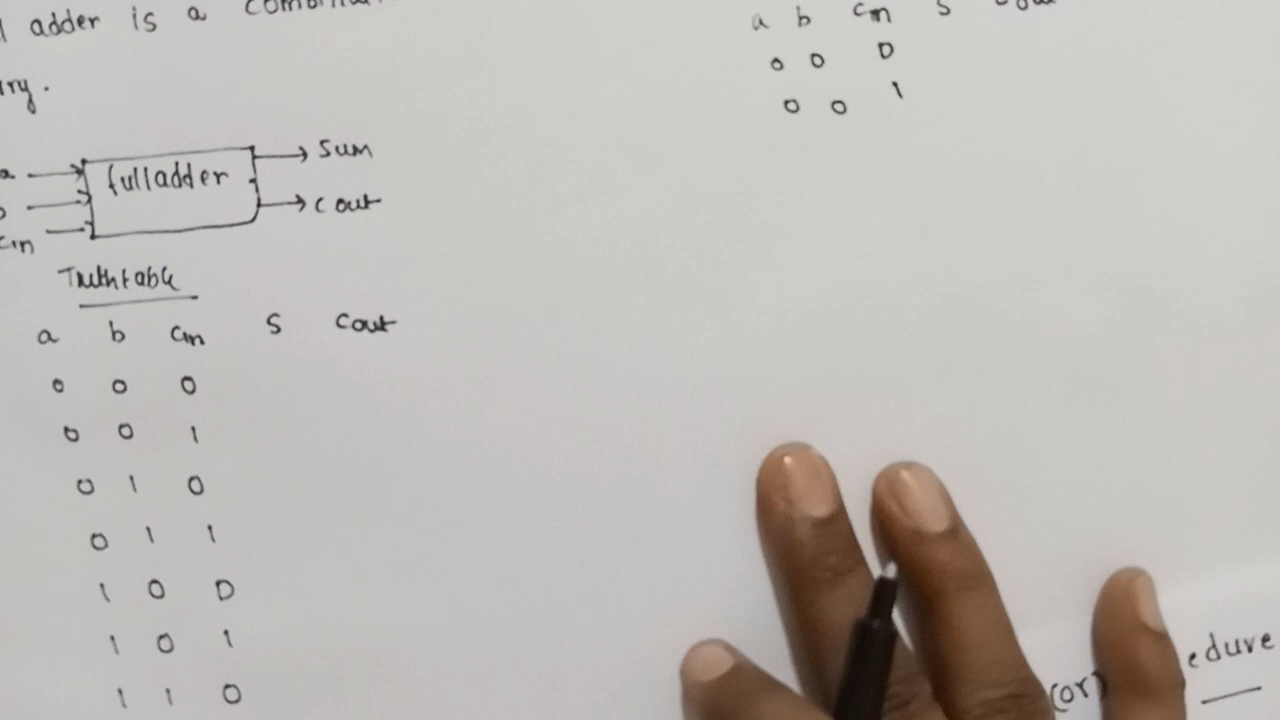 adder is a
a b cin s
0 0 0
0 0 1
a fulladder sum
cin cout
Truthtable
a b cin s cout
0 0 0
0 0 1
0 1 0
0 1 1
1 0 0
1 0 1
1 1 0
(or)